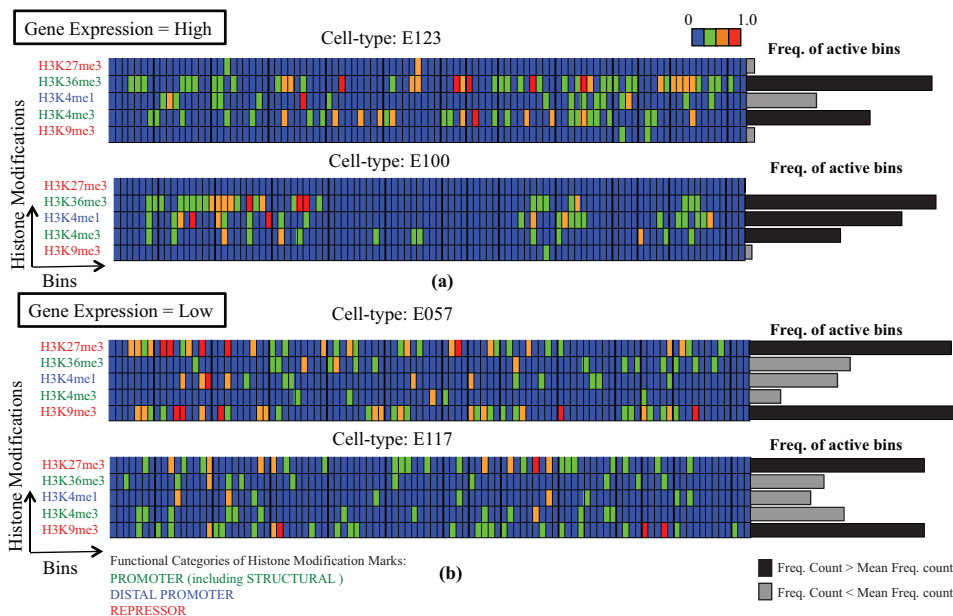 Gene Expression = High
Cell-type: E123
0 1.0
Freq. of active bins
H3K27me3
H3K36me3
H3K4me1
H3K4me3
H3K9me3
Cell-type: E100
Freq. of active bins
H3K27me3
H3K36me3
H3K4me1
H3K4me3
H3K9me3
Histone Modifications
Bins
(a)
Gene Expression = Low
Cell-type: E057
Freq. of active bins
H3K27me3
H3K36me3
H3K4me1
H3K4me3
H3K9me3
Cell-type: E117
Freq. of active bins
H3K27me3
H3K36me3
H3K4me1
H3K4me3
H3K9me3
Histone Modifications
Bins
(b)
Functional Categories of Histone Modification Marks:
PROMOTER (including STRUCTURAL )
DISTAL PROMOTER
REPRESSOR
Freq. Count > Mean Freq. count
Freq. Count < Mean Freq. count